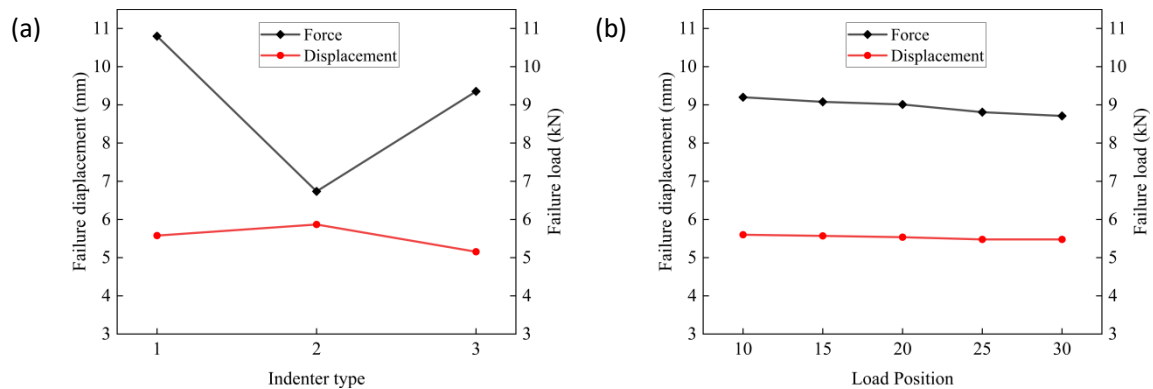 (a)
Failure diaplacement (mm)
11
10
9
8
7
6
5
4
3
Force
Displacement
11
10
9
8
7
6
5
4
3
Failure load (kN)
1 2 3
Indenter type
(b)
Failure diaplacement (mm)
11
10
9
8
7
6
5
4
3
Force
Displacement
11
10
9
8
7
6
5
4
3
Failure load (kN)
10 15 20 25 30
Load Position